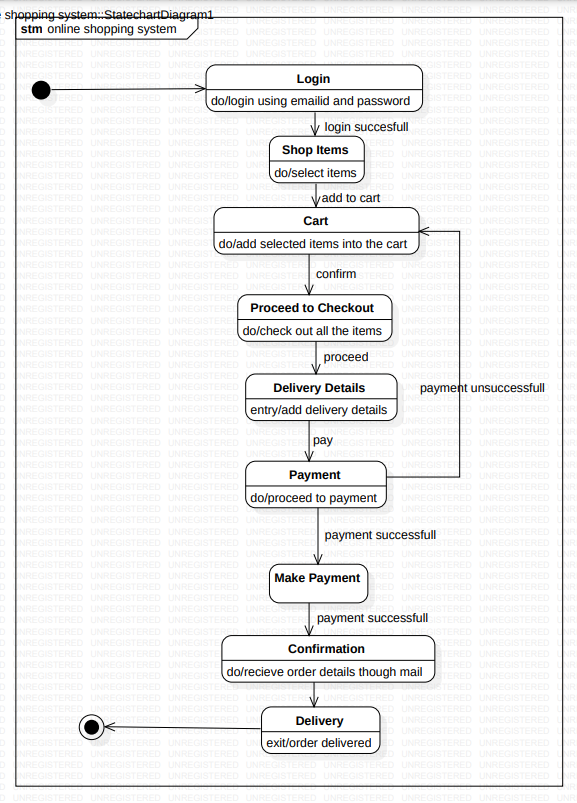 e shopping system::StatechartDiagram1
stm online shopping system
Login
do/login using emailid and password
login succesfull
Shop Items
do/select items
add to cart
Cart
do/add selected items into the cart
confirm
Proceed to Checkout
do/check out all the items
proceed
Delivery Details
payment unsuccessfull
entry/add delivery details
pay
Payment
do/proceed to payment
payment successfull
Make Payment
payment successfull
Confirmation
do/recieve order details though mail
Delivery
exit/order delivered
UNREGISTERED